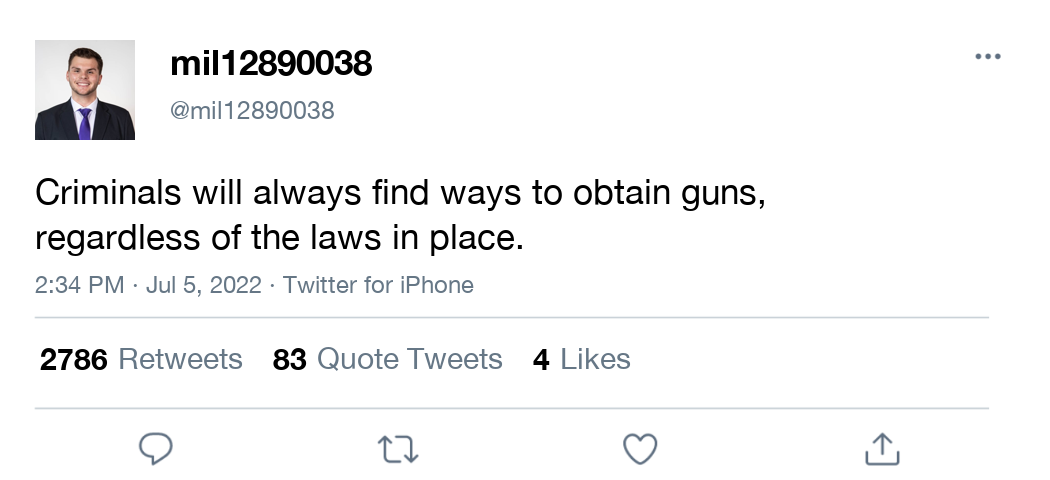 mil12890038
@mil12890038
Criminals will always find ways to obtain guns,
regardless of the laws in place.
2:34 PM · Jul 5, 2022 · Twitter for iPhone
2786 Retweets 83 Quote Tweets 4 Likes